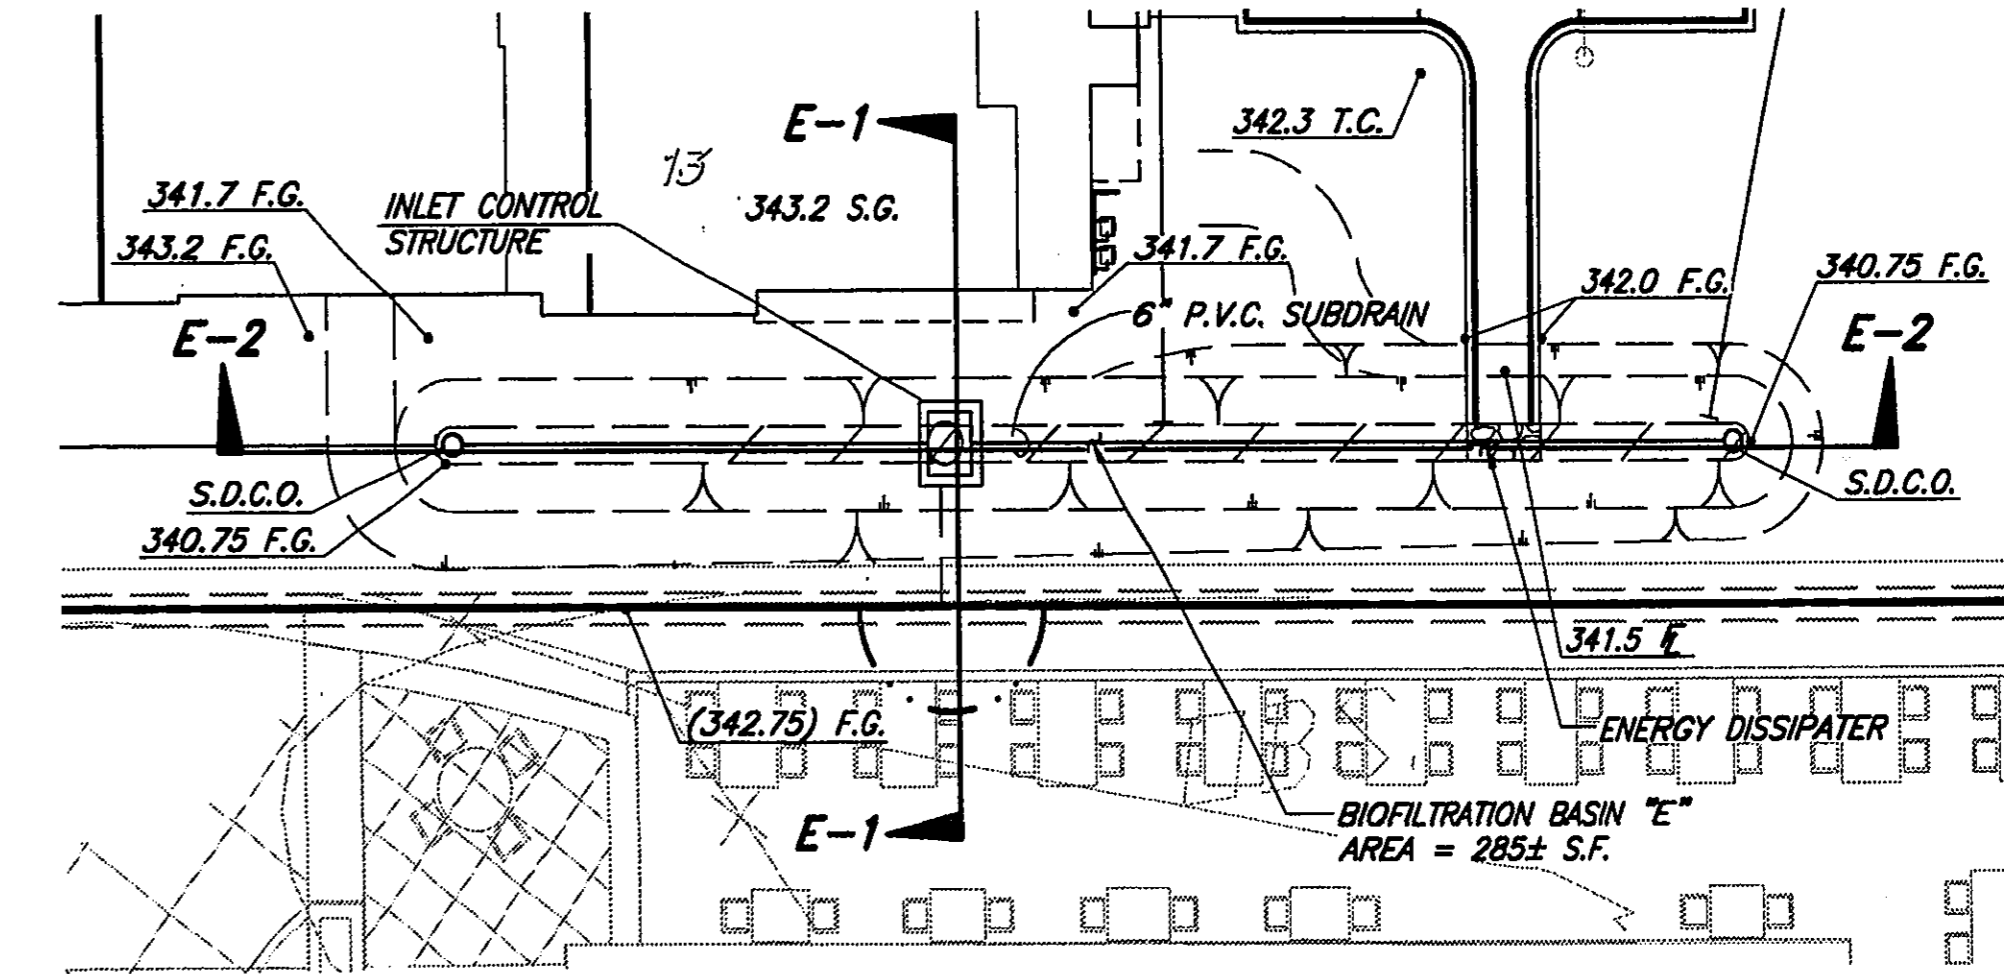 E-1
342.3 T.C.
13
341.7 F.G.
INLET CONTROL
STRUCTURE
343.2 S.G.
343.2 F.G.
341.7 F.G.
342.0 F.G.
340.75 F.G.
6" P.V.C. SUBDRAIN
E-2
E-2
S.D.C.O.
S.D.C.O.
340.75 F.G.
341.5
(342.75) F.G.
ENERGY DISSIPATER
BIOFILTRATION BASIN "E"
AREA = 285± S.F.
E-1